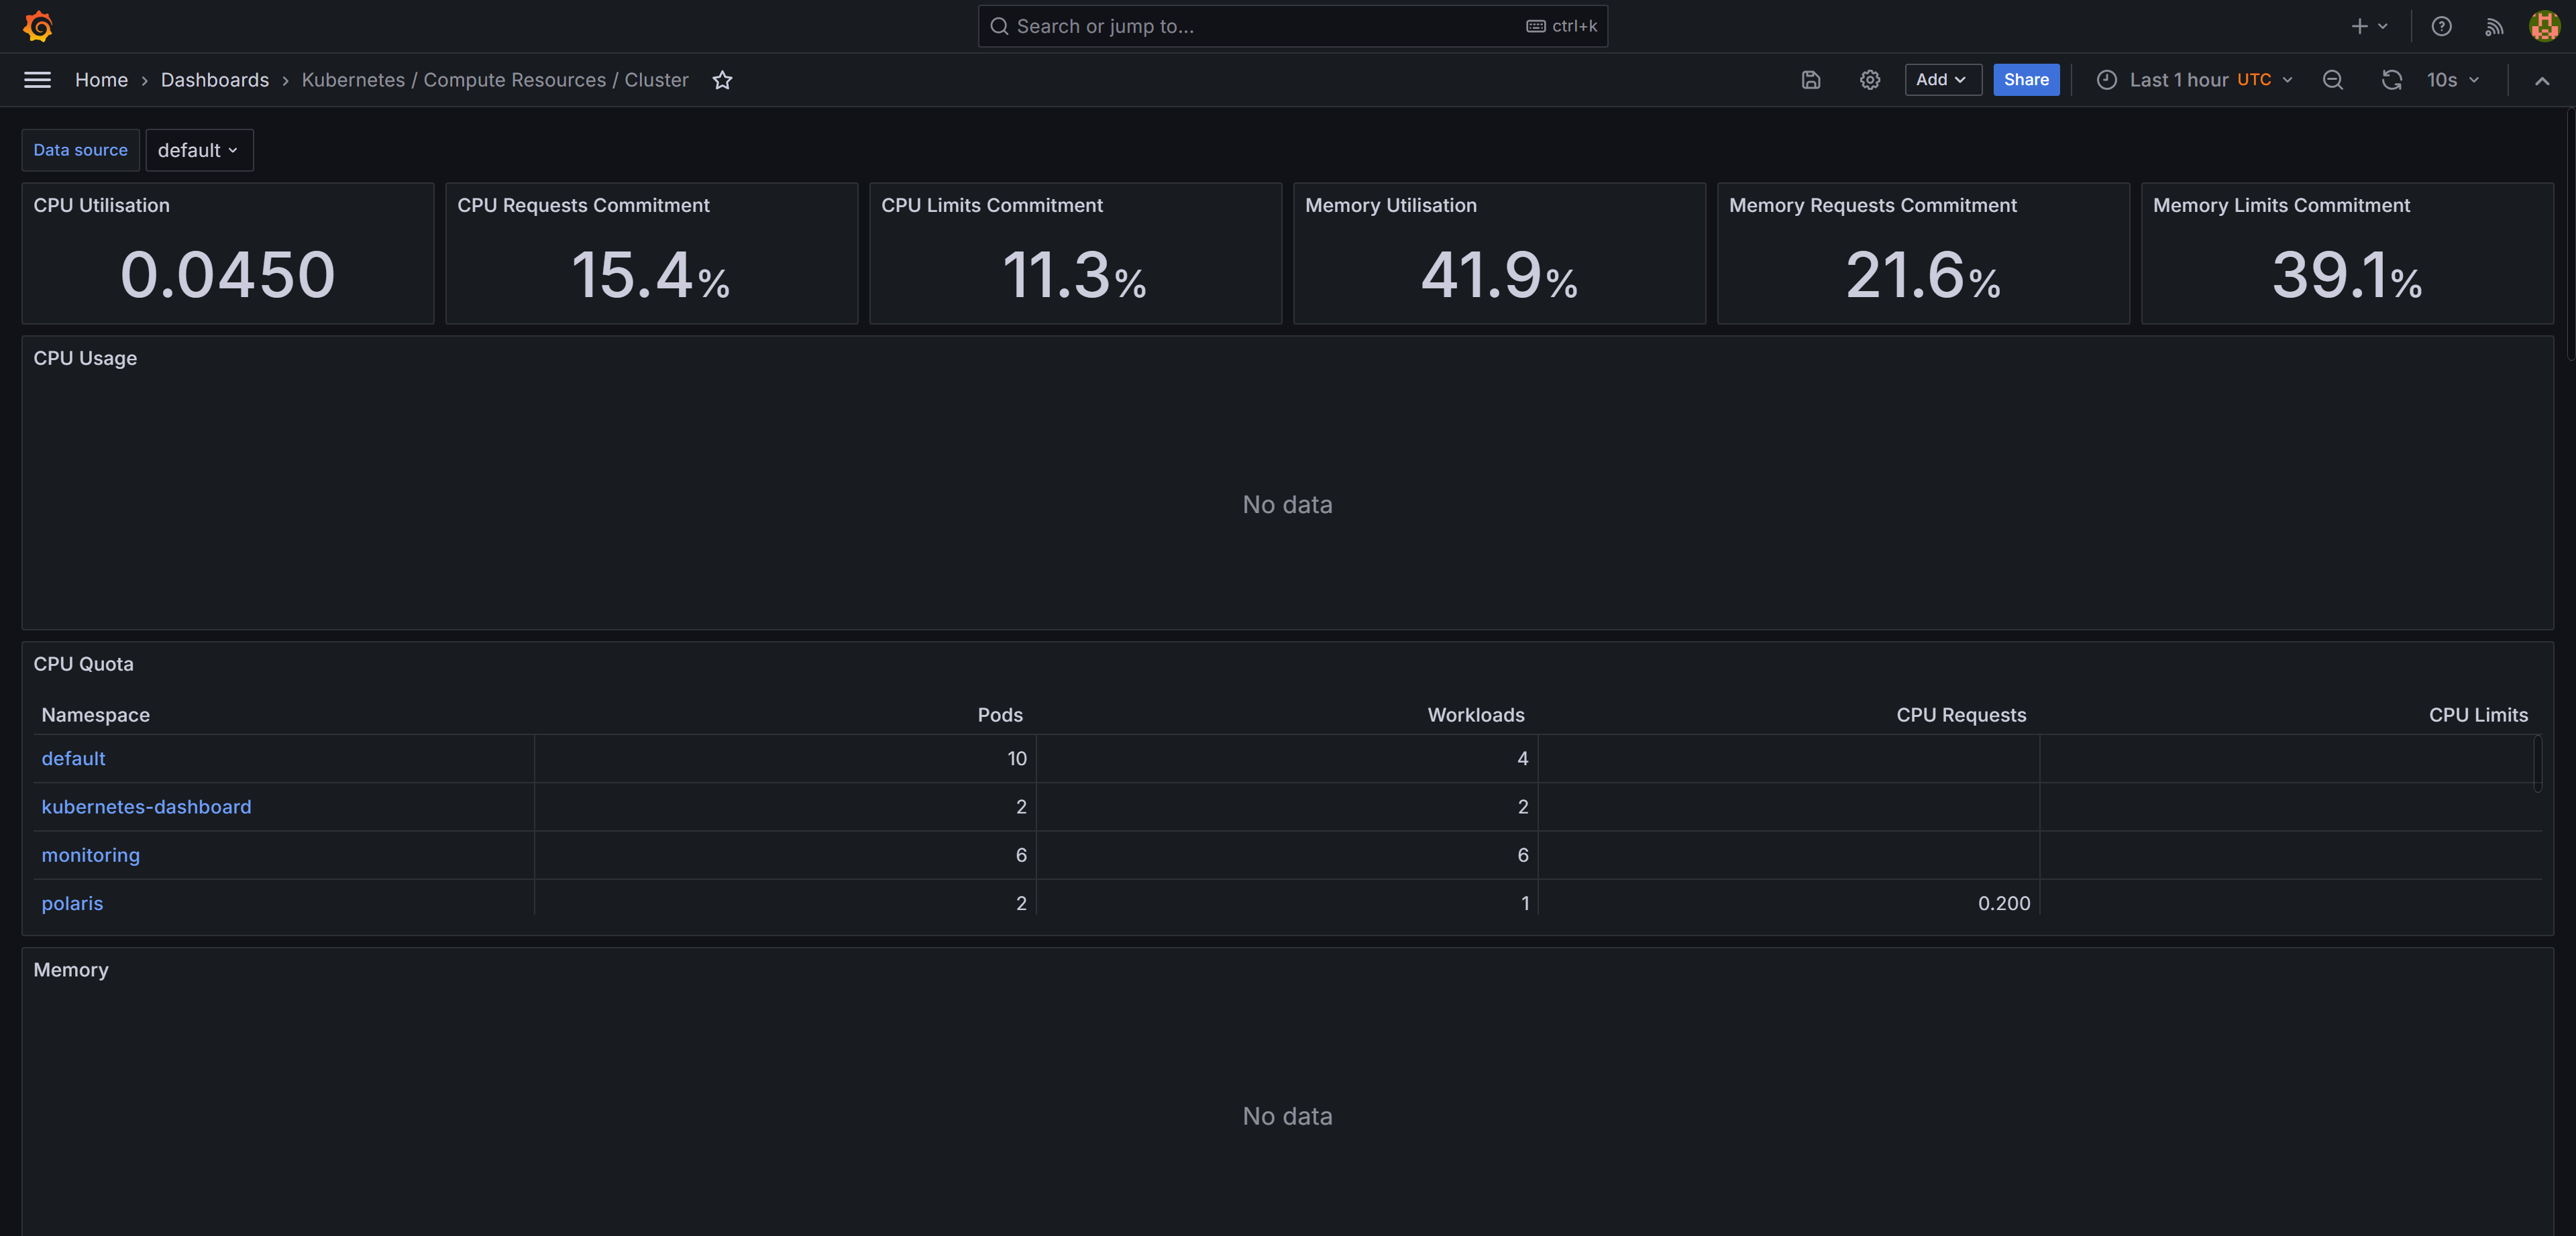 Search or jump to... ctrl+k
Home › Dashboards › Kubernetes / Compute Resources / Cluster Add Share Last 1 hour UTC 10s
Data source default
CPU Utilisation CPU Requests Commitment CPU Limits Commitment Memory Utilisation Memory Requests Commitment Memory Limits Commitment
0.0450 15.4% 11.3% 41.9% 21.6% 39.1%
CPU Usage
No data
CPU Quota
Namespace Pods Workloads CPU Requests CPU Limits
default 10 4
kubernetes-dashboard 2 2
monitoring 6 6
polaris 2 1 0.200
Memory
No data